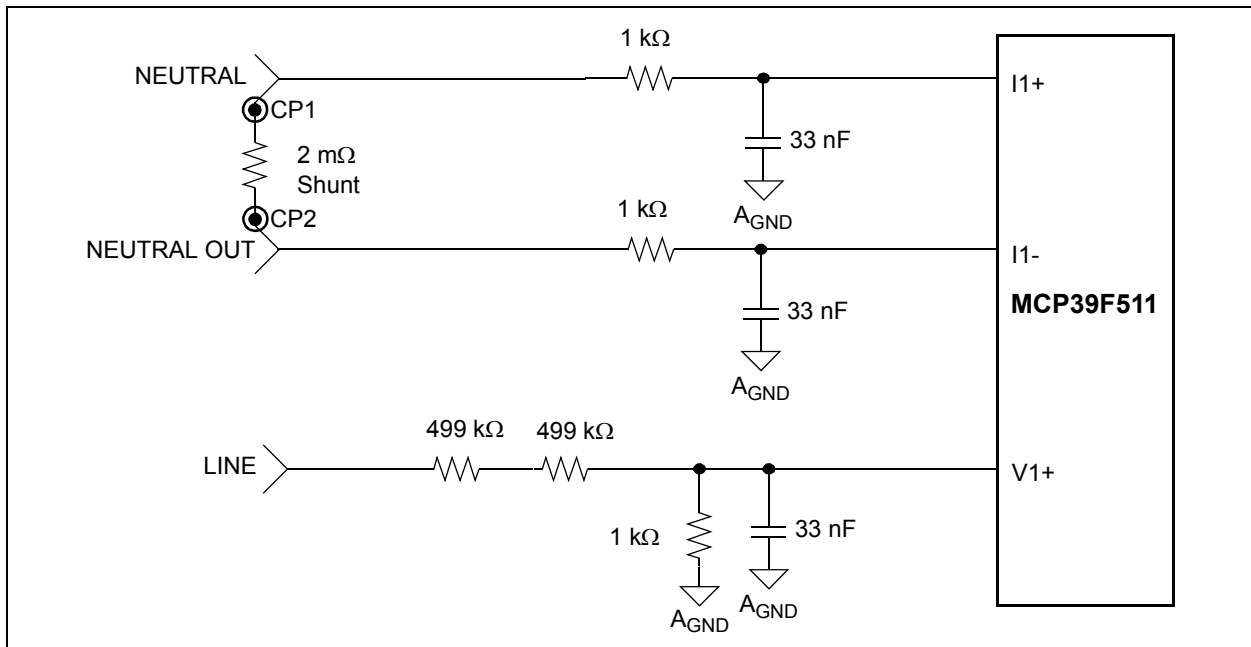 1 kΩ
NEUTRAL
I1+
CP1
33 nF
2 mΩ
Shunt
AGND
CP2
1 kΩ
NEUTRAL OUT
I1-
MCP39F511
33 nF
AGND
499 kΩ
499 kΩ
LINE
V1+
1 kΩ
33 nF
AGND
AGND